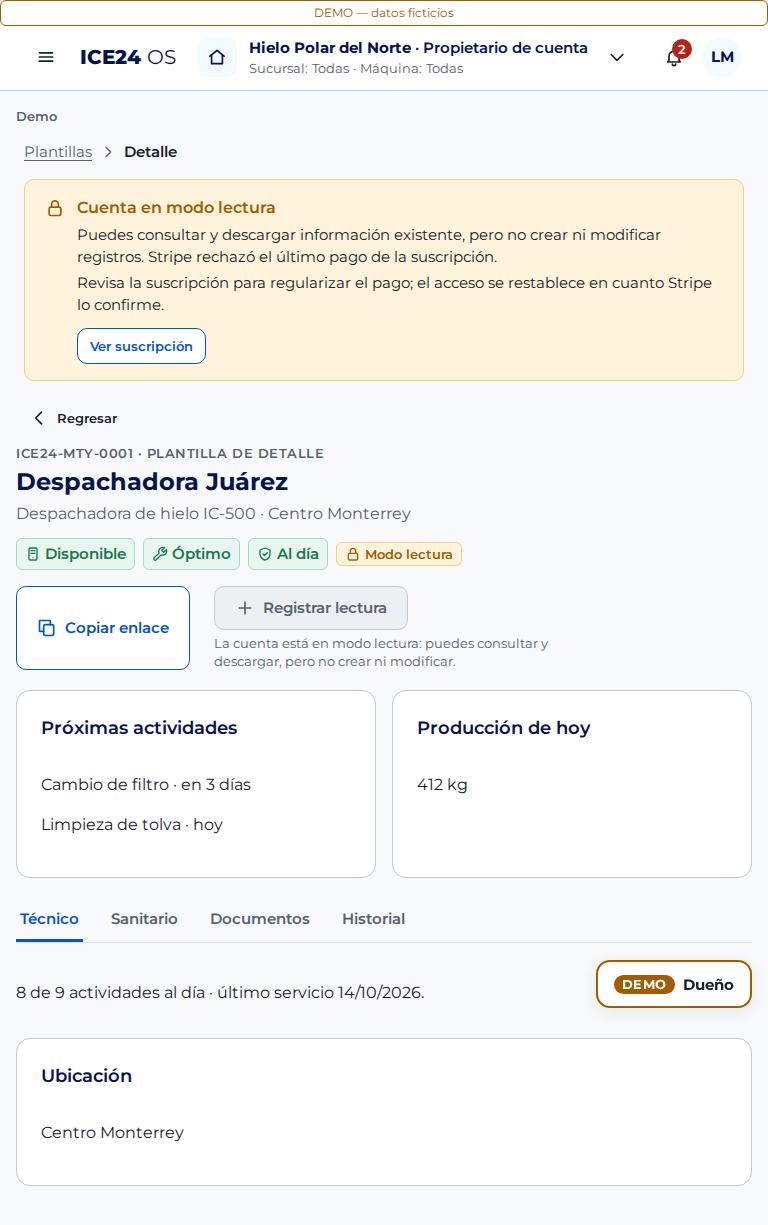 DEMO — datos ficticios
ICE24 OS
Hielo Polar del Norte · Propietario de cuenta
Sucursal: Todas · Máquina: Todas
2
LM
Demo
Plantillas > Detalle
Cuenta en modo lectura
Puedes consultar y descargar información existente, pero no crear ni modificar
registros. Stripe rechazó el último pago de la suscripción.
Revisa la suscripción para regularizar el pago; el acceso se restablece en cuanto Stripe
lo confirme.
Ver suscripción
Regresar
ICE24-MTY-0001 · PLANTILLA DE DETALLE
Despachadora Juárez
Despachadora de hielo IC-500 · Centro Monterrey
Disponible
Óptimo
Al día
Modo lectura
Copiar enlace
Registrar lectura
La cuenta está en modo lectura: puedes consultar y
descargar, pero no crear ni modificar.
Próximas actividades
Cambio de filtro · en 3 días
Limpieza de tolva · hoy
Producción de hoy
412 kg
Técnico
Sanitario
Documentos
Historial
8 de 9 actividades al día · último servicio 14/10/2026.
DEMO Dueño
Ubicación
Centro Monterrey